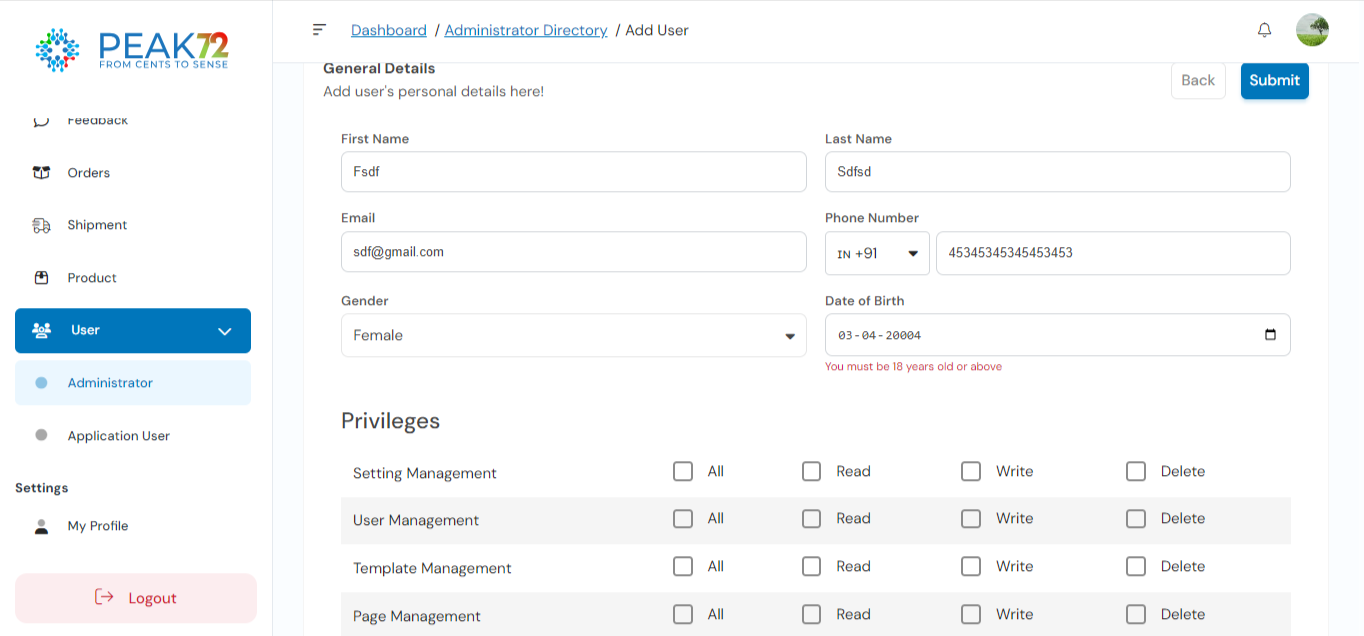 PEAK72
FROM CENTS TO SENSE
Dashboard / Administrator Directory / Add User
Feedback
Orders
Shipment
Product
User
Administrator
Application User
Settings
My Profile
Logout
General Details
Add user's personal details here!
Back
Submit
First Name
Last Name
Fsdf
Sdfsd
Email
Phone Number
sdf@gmail.com
IN +91
45345345345453453
Gender
Date of Birth
Female
03-04-20004
You must be 18 years old or above
Privileges
Setting Management All Read Write Delete
User Management All Read Write Delete
Template Management All Read Write Delete
Page Management All Read Write Delete